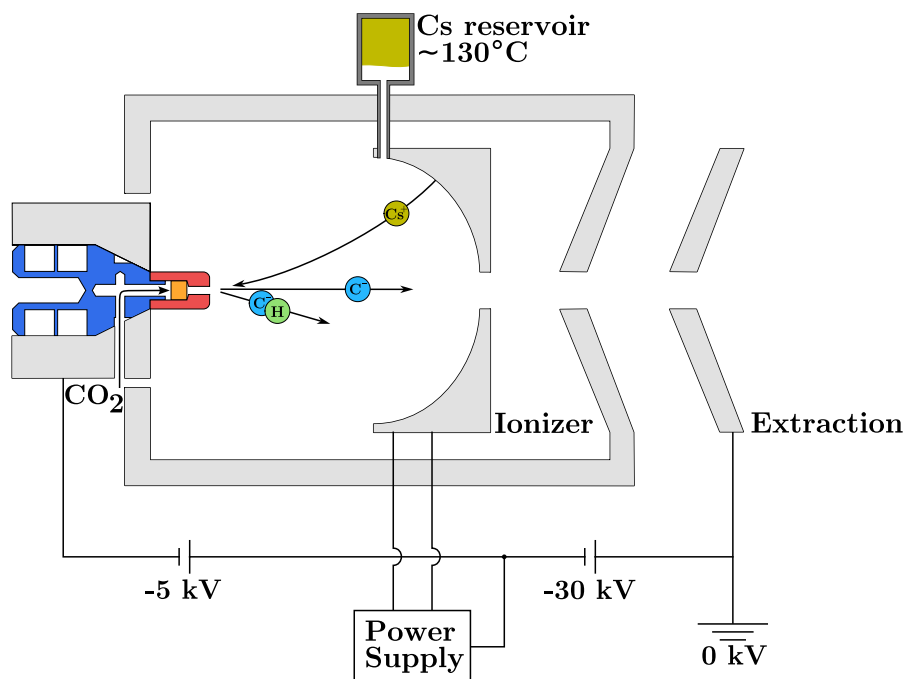 Cs reservoir
~130°C
Cs⁺
C⁻
C⁻
H
CO₂
Ionizer
Extraction
-5 kV
-30 kV
Power
Supply
0 kV